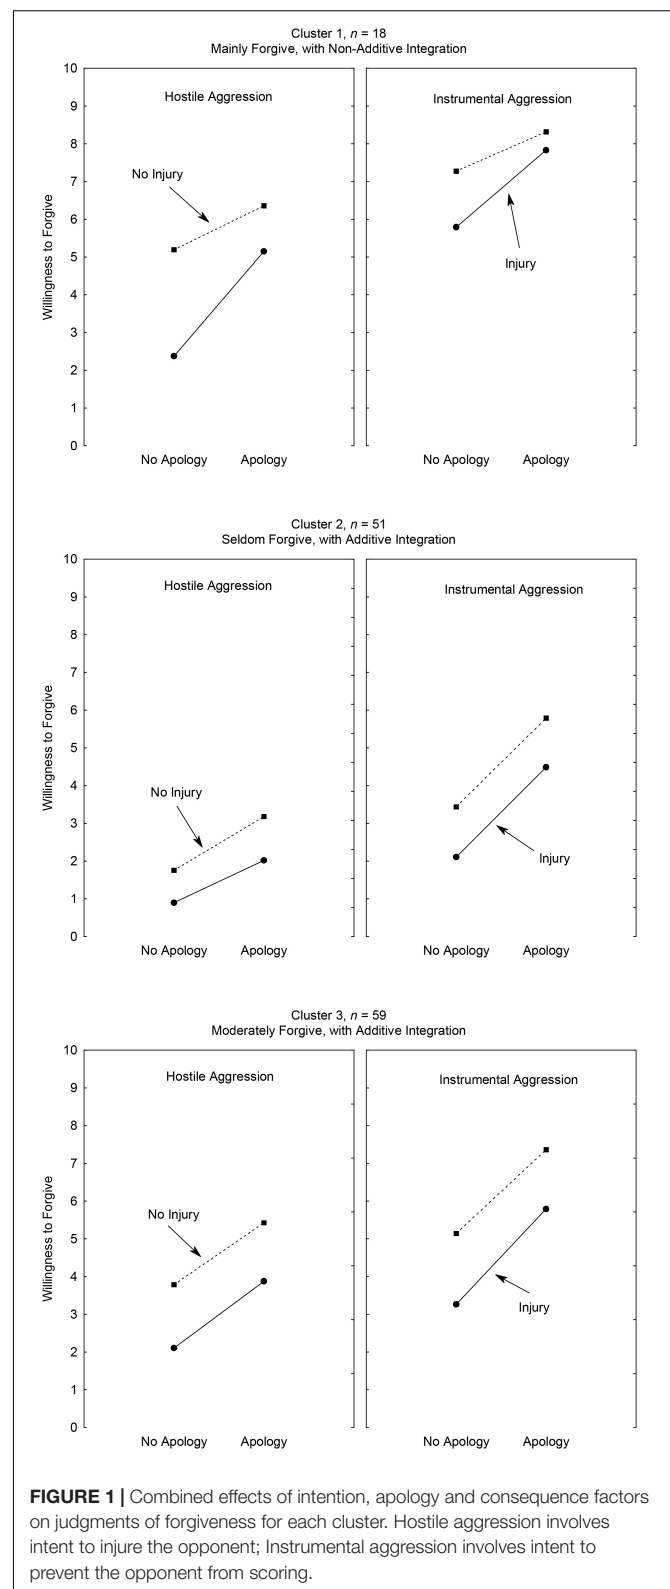 Cluster 1, n = 18
Mainly Forgive, with Non-Additive Integration
10
9
8
7
6
5
4
3
2
1
0
Willingness to Forgive
Hostile Aggression
No Injury
No Apology
Apology
Instrumental Aggression
Injury
No Apology
Apology
Cluster 2, n = 51
Seldom Forgive, with Additive Integration
10
9
8
7
6
5
4
3
2
1
0
Willingness to Forgive
Hostile Aggression
No Injury
No Apology
Apology
Instrumental Aggression
Injury
No Apology
Apology
Cluster 3, n = 59
Moderately Forgive, with Additive Integration
10
9
8
7
6
5
4
3
2
1
0
Willingness to Forgive
Hostile Aggression
No Injury
No Apology
Apology
Instrumental Aggression
Injury
No Apology
Apology
FIGURE 1 | Combined effects of intention, apology and consequence factors
on judgments of forgiveness for each cluster. Hostile aggression involves
intent to injure the opponent; Instrumental aggression involves intent to
prevent the opponent from scoring.